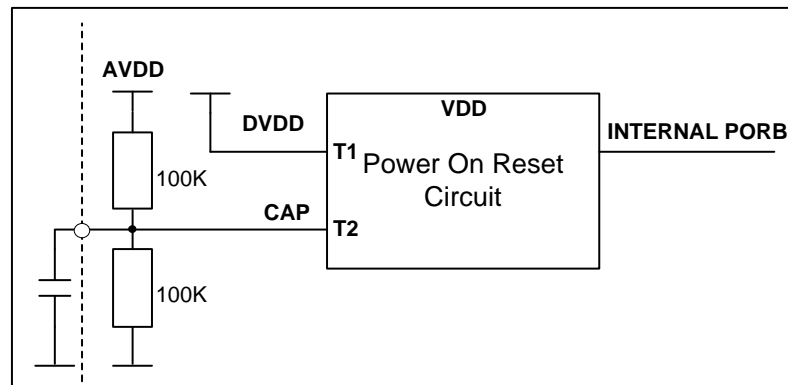 AVDD
DVDD
VDD
INTERNAL PORB
T1
Power On Reset
Circuit
100K
CAP
T2
100K